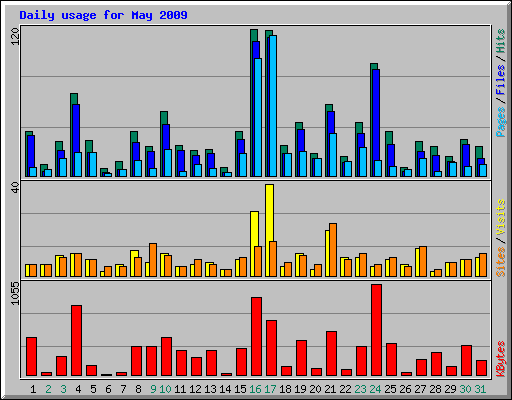 Daily usage for May 2009
120
Pages / Files / Hits
40
Sites / Visits
1055
KBytes
1 2 3 4 5 6 7 8 9 10 11 12 13 14 15 16 17 18 19 20 21 22 23 24 25 26 27 28 29 30 31